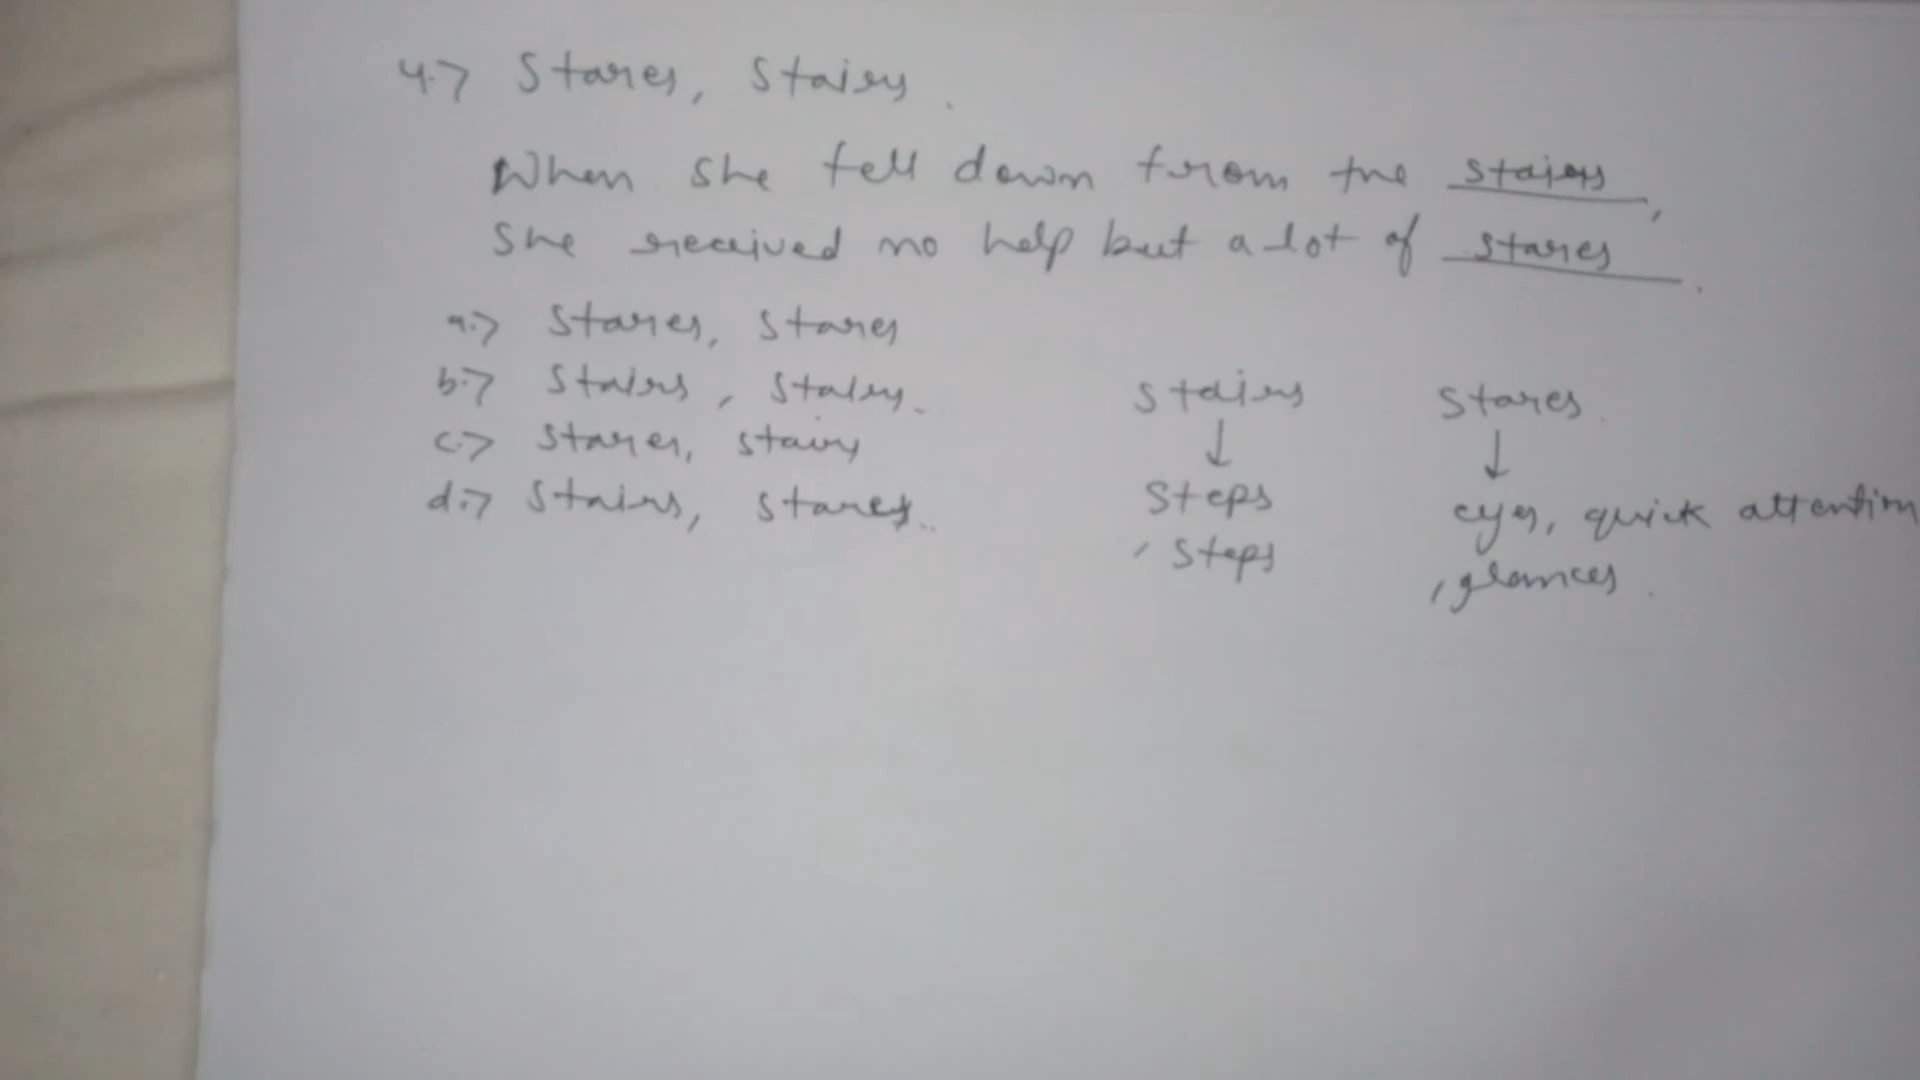 4.> Stares, Stairs.
When she fell down from the stairs,
She received no help but a lot of stares.
a.> Stares, Stares
b.> Stairs, Stairs.
c.> Stares, stairs
d.> Stairs, stares..
Stairs Stares.
↓ ↓
Steps eyes, quick attention
, Steps , glances.